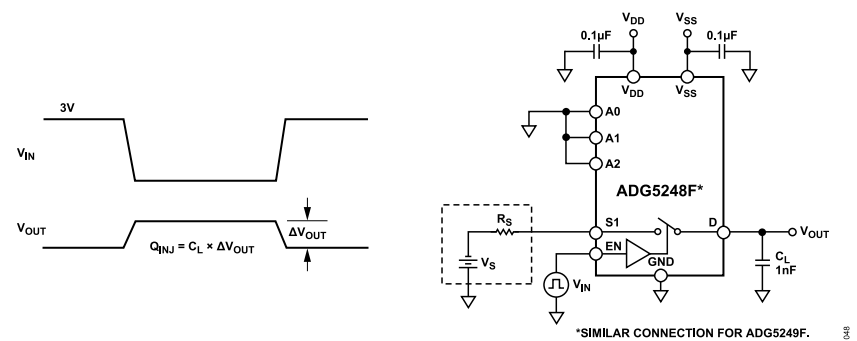 3V
VIN
VOUT
QINJ = CL × ΔVOUT
ΔVOUT
VDD
VSS
0.1µF
0.1µF
VDD
VSS
A0
A1
A2
ADG5248F*
RS
S1
D
VOUT
EN
GND
VS
VIN
CL
1nF
*SIMILAR CONNECTION FOR ADG5249F.
048